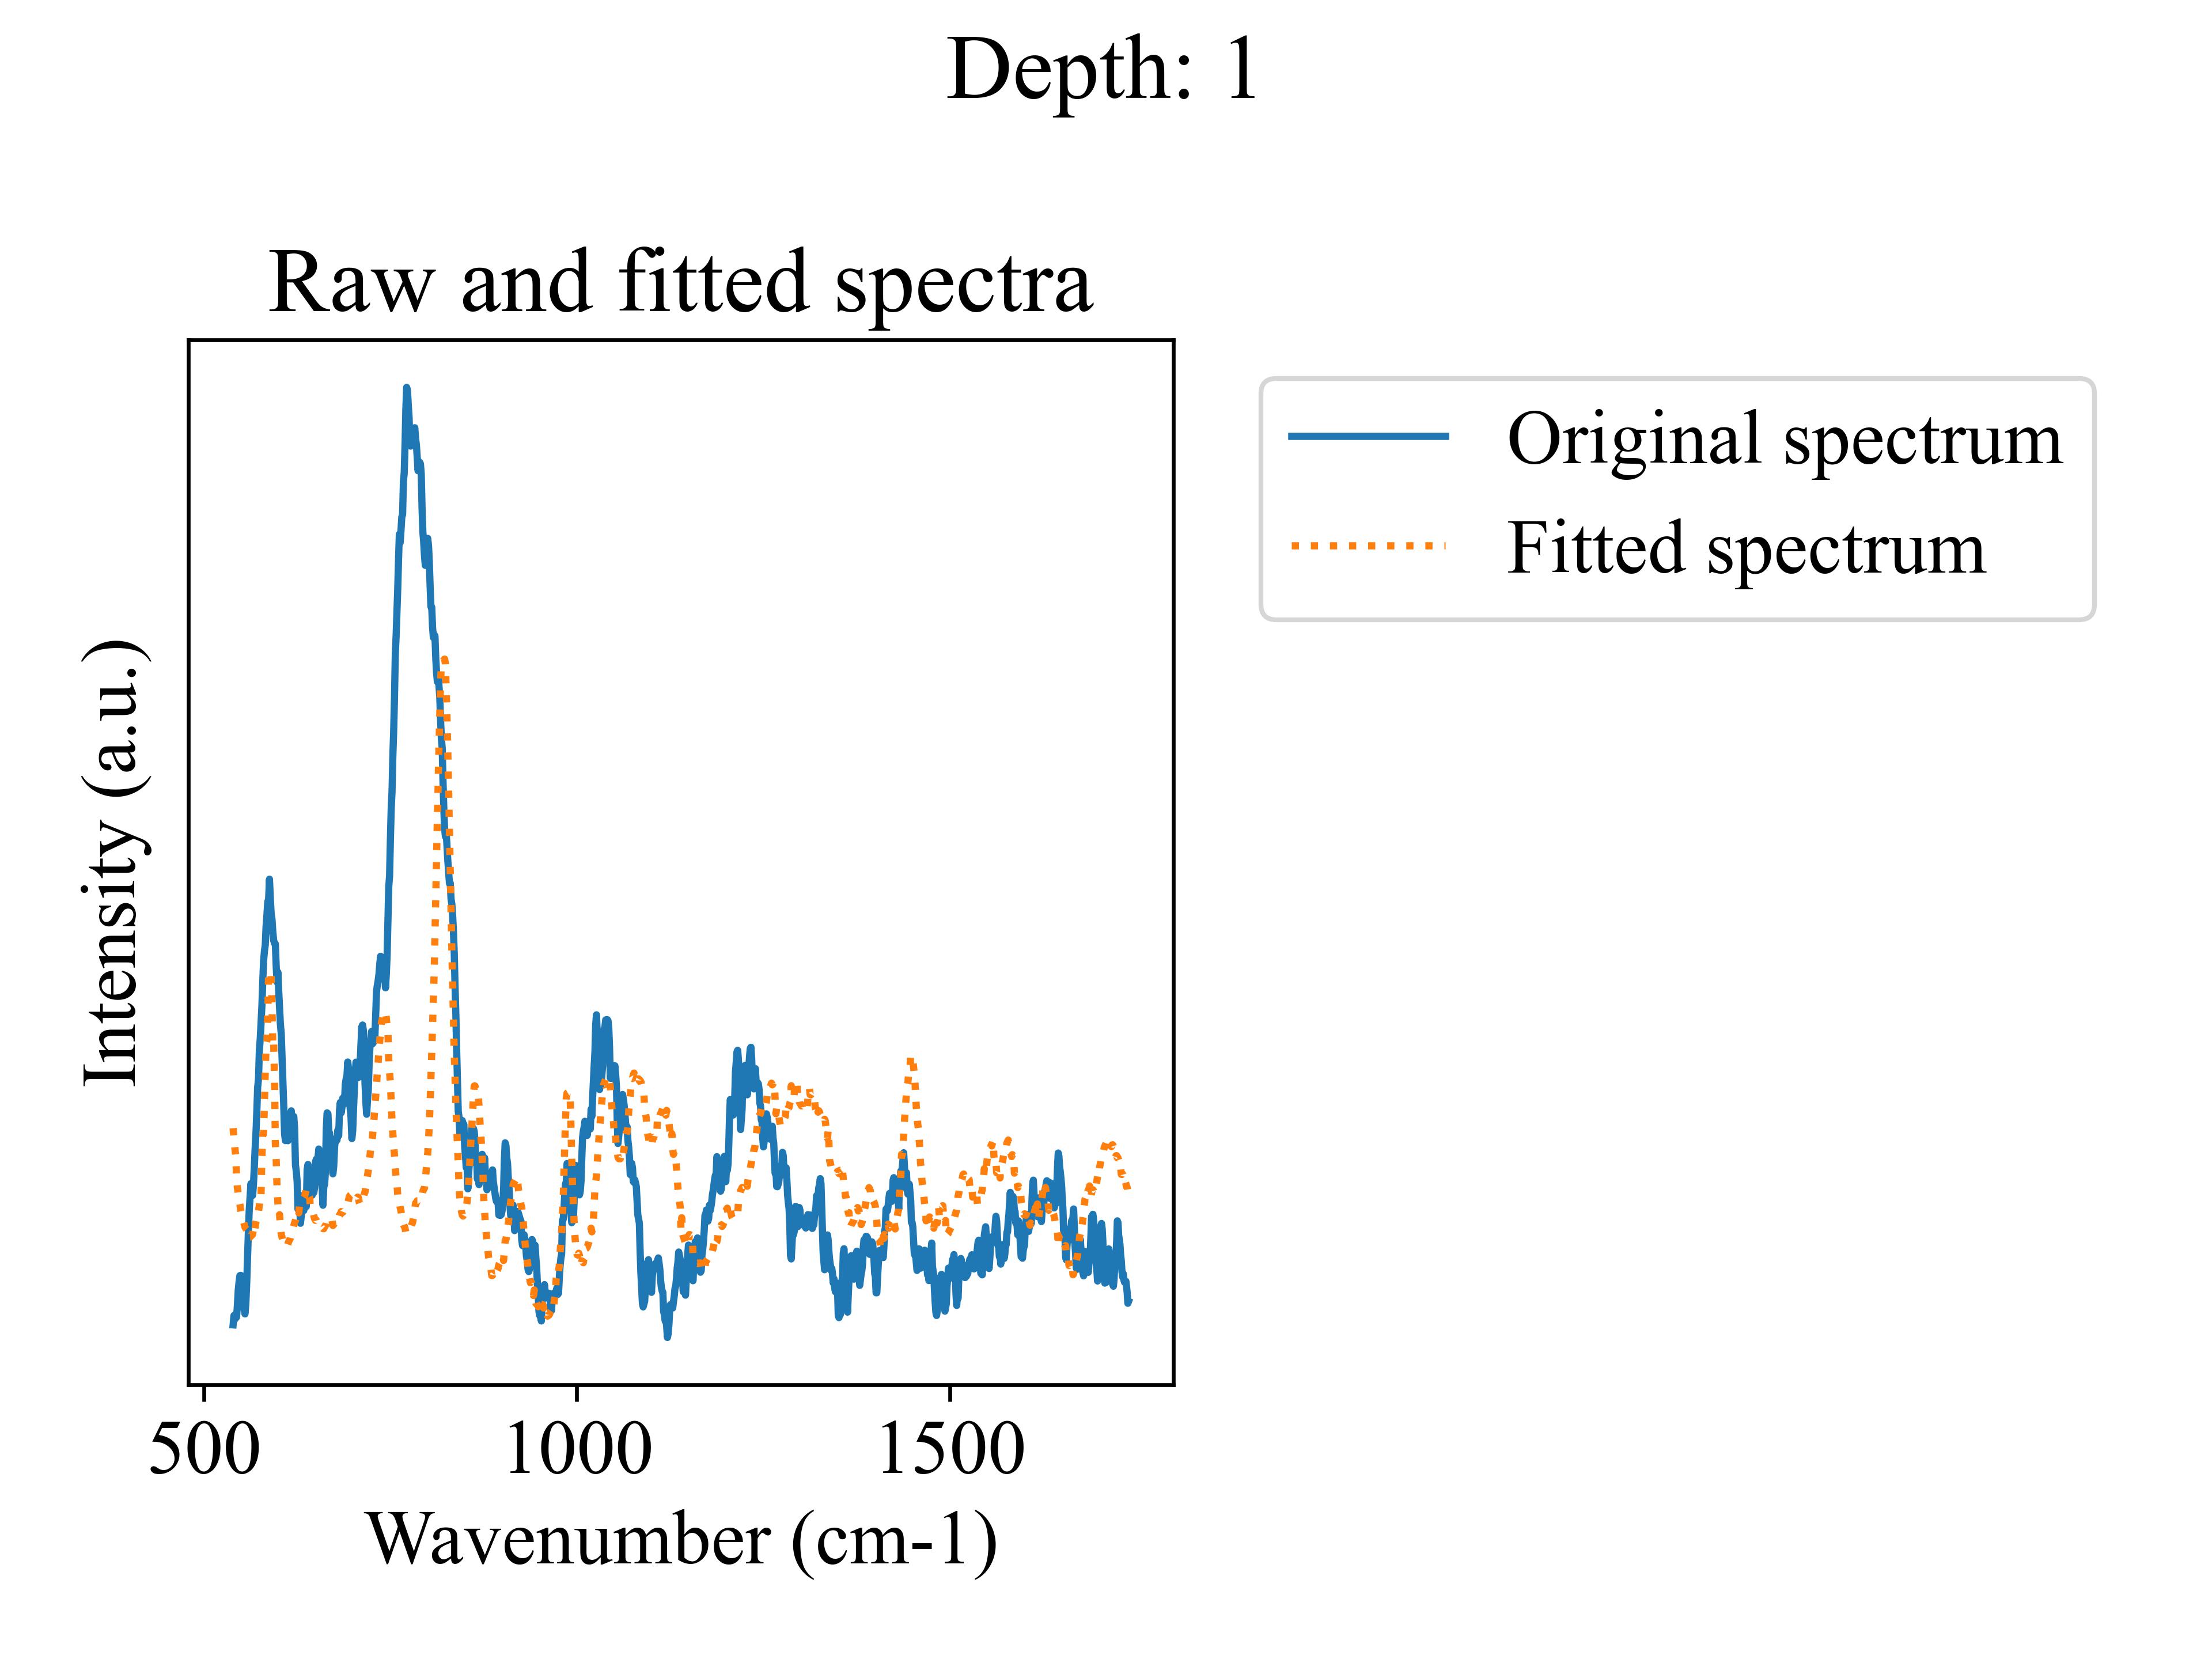 Depth: 1
Raw and fitted spectra
Original spectrum
Fitted spectrum
Intensity (a.u.)
500 1000 1500
Wavenumber (cm-1)